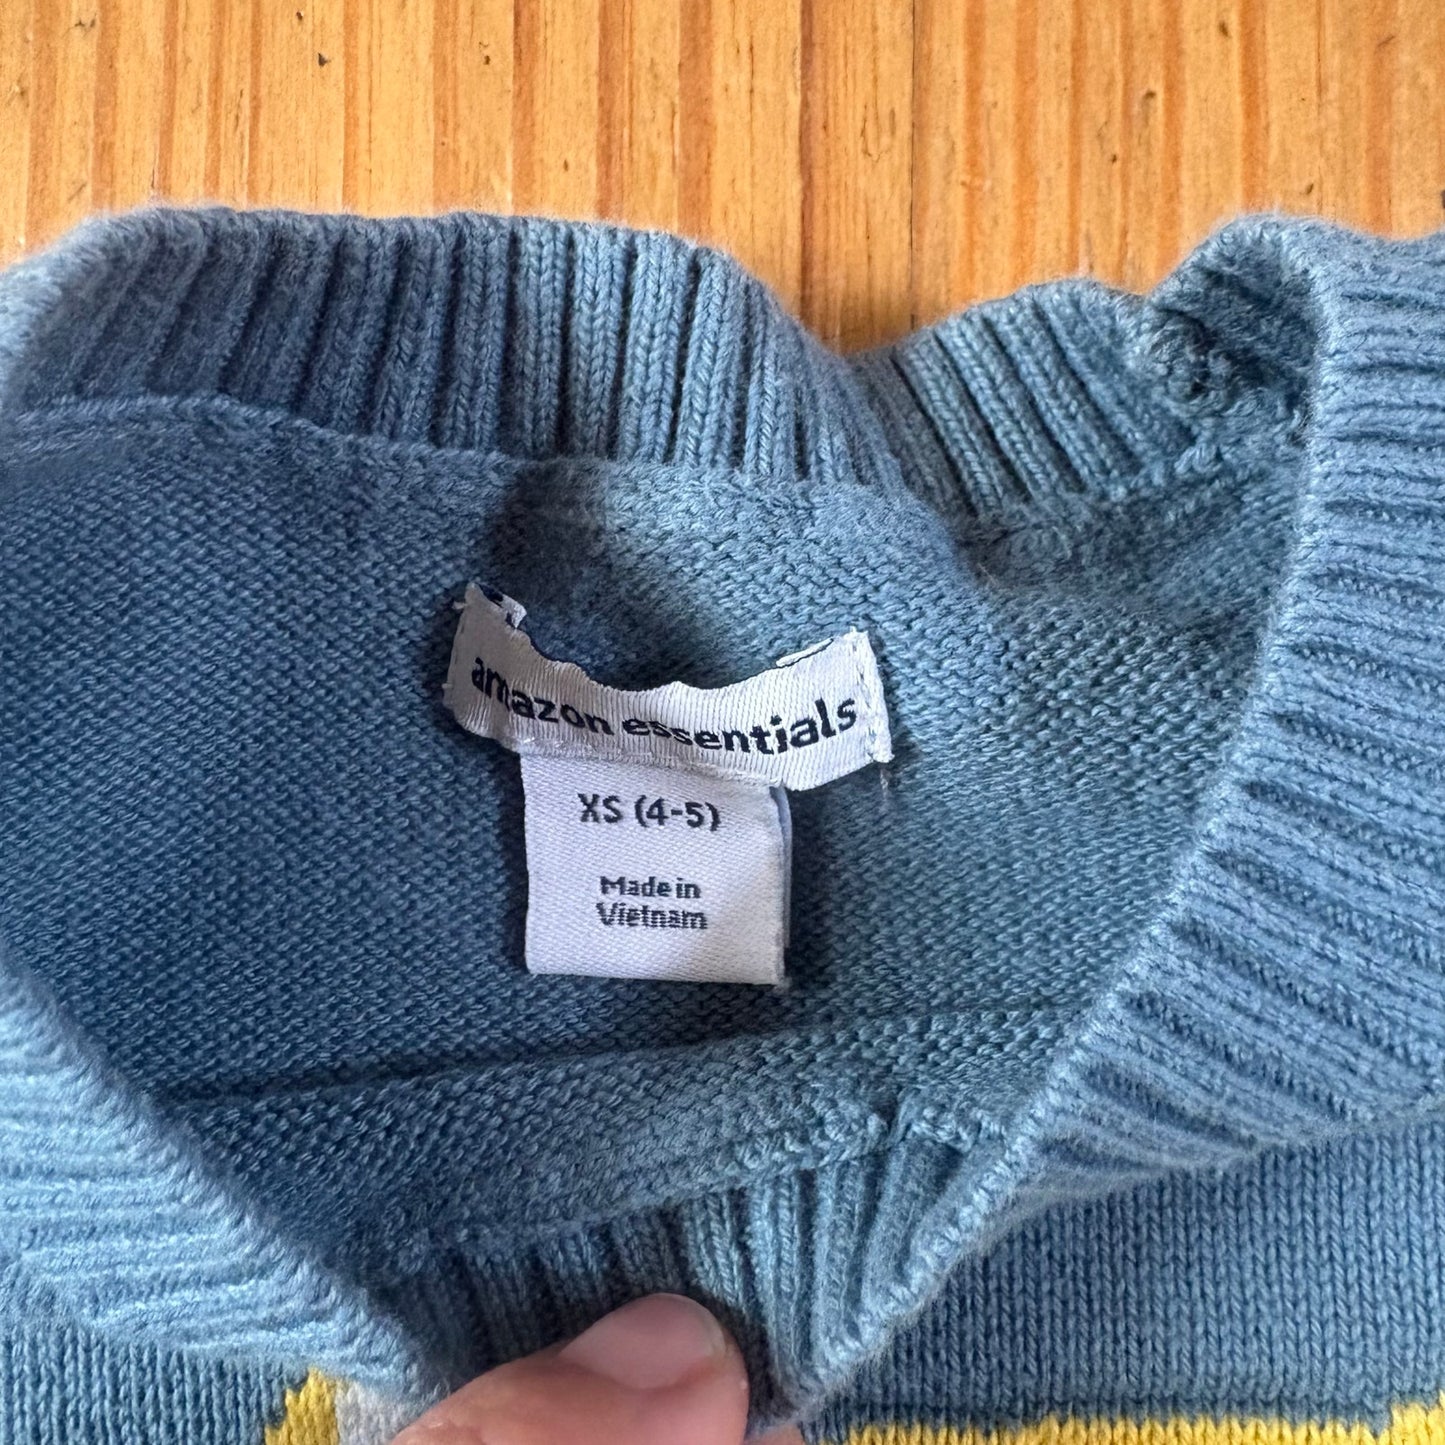 amazon essentials
XS (4-5)
Made in
Vietnam